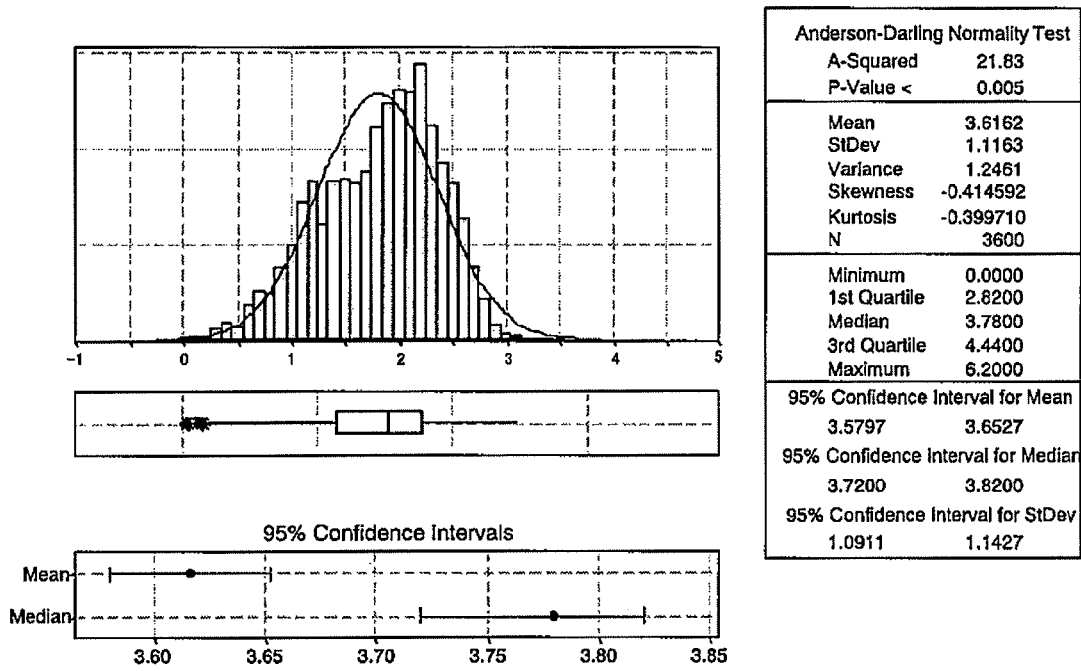 -1 0 1 2 3 4 5
95% Confidence Intervals
Mean
Median
3.60 3.65 3.70 3.75 3.80 3.85
Anderson-Darling Normality Test
A-Squared 21.83
P-Value < 0.005
Mean 3.6162
StDev 1.1163
Variance 1.2461
Skewness -0.414592
Kurtosis -0.399710
N 3600
Minimum 0.0000
1st Quartile 2.8200
Median 3.7800
3rd Quartile 4.4400
Maximum 6.2000
95% Confidence Interval for Mean
3.5797 3.6527
95% Confidence Interval for Median
3.7200 3.8200
95% Confidence Interval for StDev
1.0911 1.1427